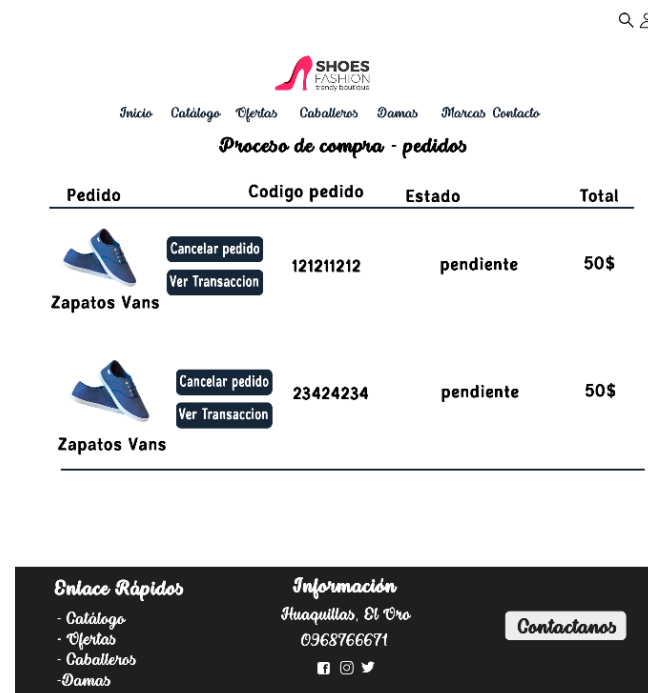 SHOES
FASHION
trendy boutique
Inicio Catálogo Ofertas Caballeros Damas Marcas Contacto
Proceso de compra - pedidos
Pedido Codigo pedido Estado Total
Cancelar pedido
Ver Transaccion
121211212 pendiente 50$
Zapatos Vans
Cancelar pedido
Ver Transaccion
23424234 pendiente 50$
Zapatos Vans
Enlace Rápidos
- Catálogo
- Ofertas
- Caballeros
-Damas
Información
Huaquillas, El Oro
0968766671
Contactanos